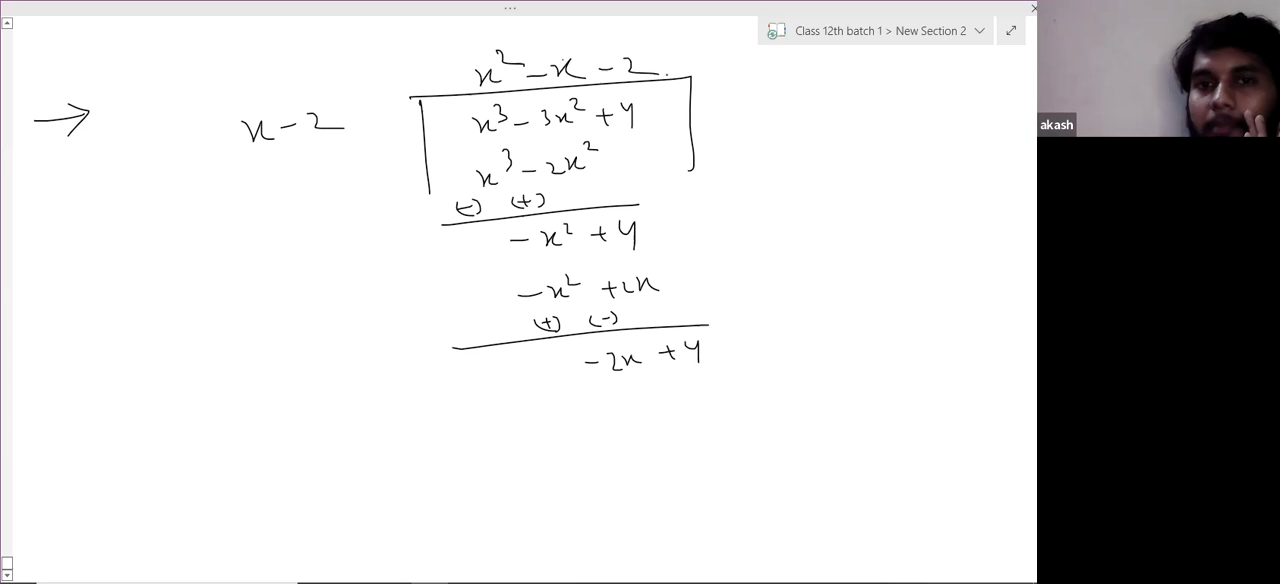 Class 12th batch 1 > New Section 2
x² - x - 2
x - 2
x³ - 3x² + 4
x³ - 2x²
(-) (+)
- x² + 4
- x² + 2x
(+) (-)
- 2x + 4
akash